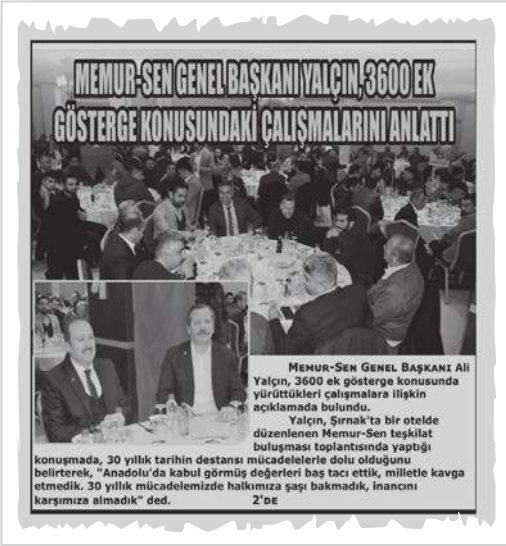 MEMUR-SEN GENEL BAŞKANI YALÇIN, 3600 EK
GÖSTERGE KONUSUNDAKİ ÇALIŞMALARINI ANLATTI
MEMUR-SEN GENEL BAŞKANI Ali
Yalçın, 3600 ek gösterge konusunda
yürüttükleri çalışmalara ilişkin
açıklamada bulundu.
Yalçın, Şırnak'ta bir otelde
düzenlenen Memur-Sen teşkilat
buluşması toplantısında yaptığı
konuşmada, 30 yıllık tarihin destansı mücadelelerle dolu olduğunu
belirterek, "Anadolu'da kabul görmüş değerleri baş tacı ettik, milletle kavga
etmedik. 30 yıllık mücadelemizde halkımıza şaşı bakmadık, inancını
karşımıza almadık" ded. 2'DE